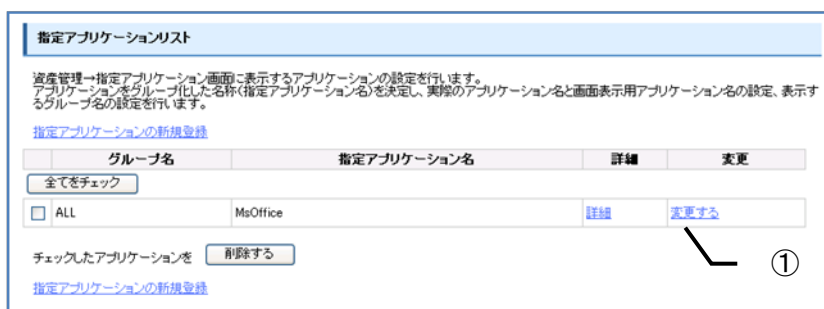 指定アプリケーションリスト
資産管理→指定アプリケーション画面に表示するアプリケーションの設定を行います。
アプリケーションをグループ化した名称(指定アプリケーション名)を決定し、実際のアプリケーション名と画面表示用アプリケーション名の設定、表示す
るグループ名の設定を行います。
指定アプリケーションの新規登録
グループ名 指定アプリケーション名 詳細 変更
全てをチェック
ALL MsOffice 詳細 変更する
チェックしたアプリケーションを 削除する
①
指定アプリケーションの新規登録